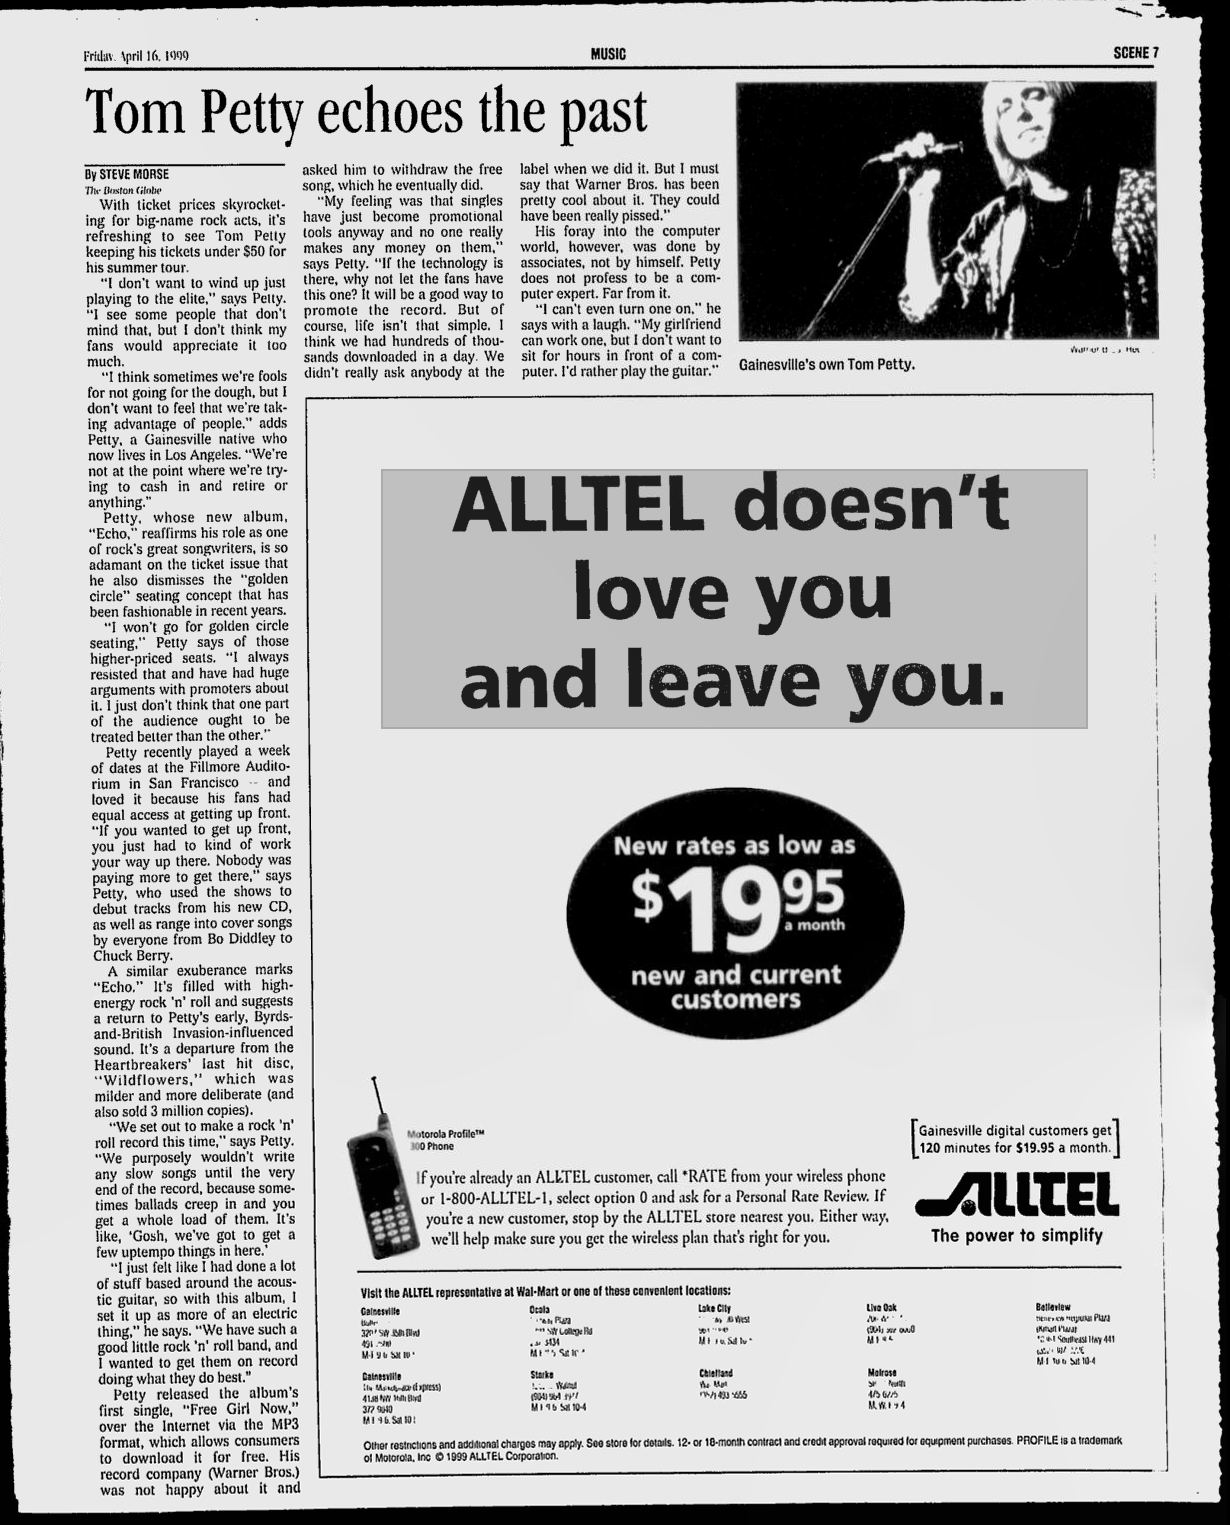 Friday, April 16, 1999
MUSIC
SCENE 7
Tom Petty echoes the past
By STEVE MORSE
The Boston Globe
With ticket prices skyrocket-
ing for big-name rock acts, it's
refreshing to see Tom Petty
keeping his tickets under $50 for
his summer tour.
"I don't want to wind up just
playing to the elite," says Petty.
"I see some people that don't
mind that, but I don't think my
fans would appreciate it too
much.
"I think sometimes we're fools
for not going for the dough, but I
don't want to feel that we're tak-
ing advantage of people," adds
Petty, a Gainesville native who
now lives in Los Angeles. "We're
not at the point where we're try-
ing to cash in and retire or
anything."
Petty, whose new album,
"Echo," reaffirms his role as one
of rock's great songwriters, is so
adamant on the ticket issue that
he also dismisses the "golden
circle" seating concept that has
been fashionable in recent years.
"I won't go for golden circle
seating," Petty says of those
higher-priced seats. "I always
resisted that and have had huge
arguments with promoters about
it. I just don't think that one part
of the audience ought to be
treated better than the other."
Petty recently played a week
of dates at the Fillmore Audito-
rium in San Francisco -- and
loved it because his fans had
equal access at getting up front.
"If you wanted to get up front,
you just had to kind of work
your way up there. Nobody was
paying more to get there," says
Petty, who used the shows to
debut tracks from his new CD,
as well as range into cover songs
by everyone from Bo Diddley to
Chuck Berry.
A similar exuberance marks
"Echo." It's filled with high-
energy rock 'n' roll and suggests
a return to Petty's early, Byrds-
and-British Invasion-influenced
sound. It's a departure from the
Heartbreakers' last hit disc,
"Wildflowers," which was
milder and more deliberate (and
also sold 3 million copies).
"We set out to make a rock 'n'
roll record this time," says Petty.
"We purposely wouldn't write
any slow songs until the very
end of the record, because some-
times ballads creep in and you
get a whole load of them. It's
like, 'Gosh, we've got to get a
few uptempo things in here.'
"I just felt like I had done a lot
of stuff based around the acous-
tic guitar, so with this album, I
set it up as more of an electric
thing," he says. "We have such a
good little rock 'n' roll band, and
I wanted to get them on record
doing what they do best."
Petty released the album's
first single, "Free Girl Now,"
over the Internet via the MP3
format, which allows consumers
to download it for free. His
record company (Warner Bros.)
was not happy about it and
asked him to withdraw the free
song, which he eventually did.
"My feeling was that singles
have just become promotional
tools anyway and no one really
makes any money on them,"
says Petty. "If the technology is
there, why not let the fans have
this one? It will be a good way to
promote the record. But of
course, life isn't that simple. I
think we had hundreds of thou-
sands downloaded in a day. We
didn't really ask anybody at the
label when we did it. But I must
say that Warner Bros. has been
pretty cool about it. They could
have been really pissed."
His foray into the computer
world, however, was done by
associates, not by himself. Petty
does not profess to be a com-
puter expert. Far from it.
"I can't even turn one on," he
says with a laugh. "My girlfriend
can work one, but I don't want to
sit for hours in front of a com-
puter. I'd rather play the guitar."
Gainesville's own Tom Petty.
ALLTEL doesn't
love you
and leave you.
New rates as low as
$19.95
a month
new and current
customers
Motorola Profile™
300 Phone
If you're already an ALLTEL customer, call *RATE from your wireless phone
or 1-800-ALLTEL-1, select option 0 and ask for a Personal Rate Review. If
you're a new customer, stop by the ALLTEL store nearest you. Either way,
we'll help make sure you get the wireless plan that's right for you.
[Gainesville digital customers get
120 minutes for $19.95 a month.]
ALLTEL
The power to simplify
Visit the ALLTEL representative at Wal-Mart or one of these convenient locations:
Gainesville
SW 35th Blvd
Ocala
Plaza
SW College Rd
Lake City
West
Live Oak
(904)
Belleview
Plaza
(Kmart Plaza)
Southeast Hwy 441
Sat 10-4
Gainesville
(Express)
Blvd
Starke
Sat 10-4
Chiefland
Melrose
Other restrictions and additional charges may apply. See store for details. 12- or 18-month contract and credit approval required for equipment purchases. PROFILE is a trademark
of Motorola, Inc © 1999 ALLTEL Corporation.